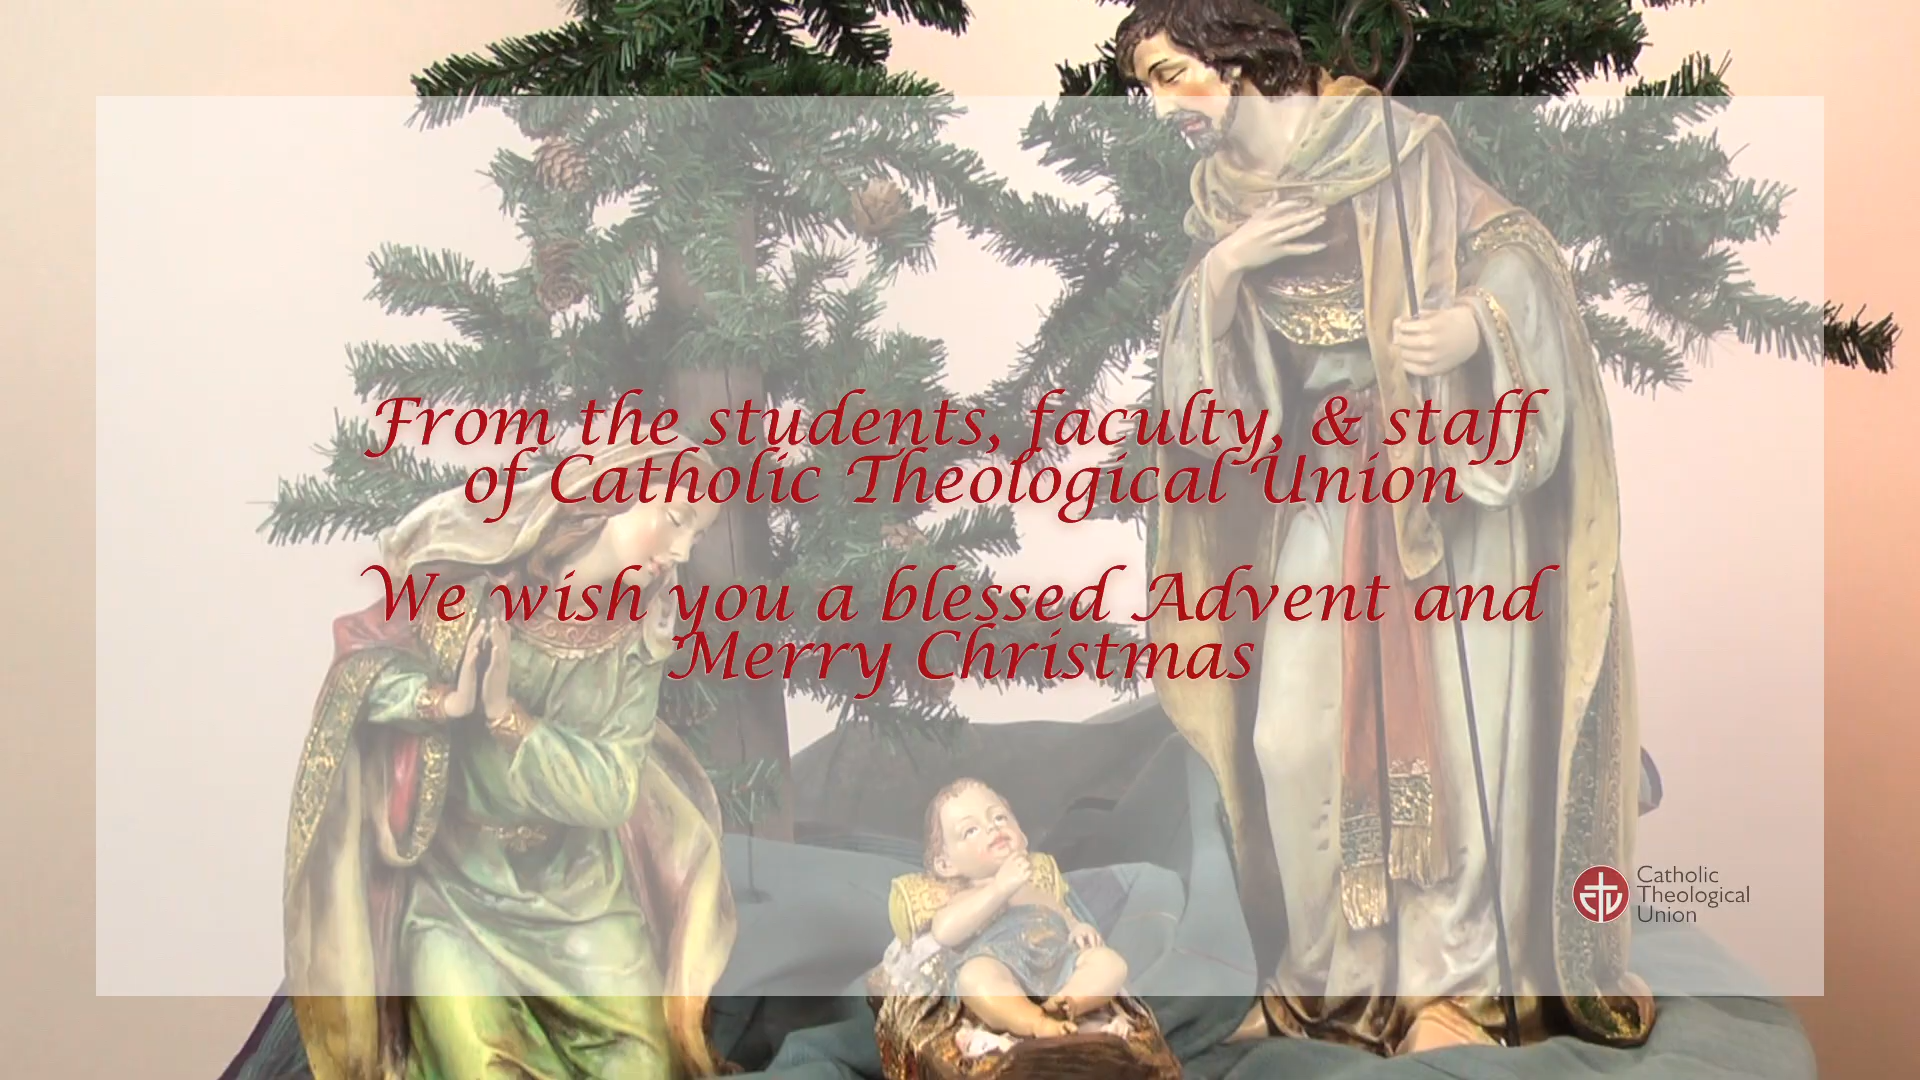 From the students, faculty, & staff
of Catholic Theological Union
We wish you a blessed Advent and
Merry Christmas
Catholic
Theological
Union